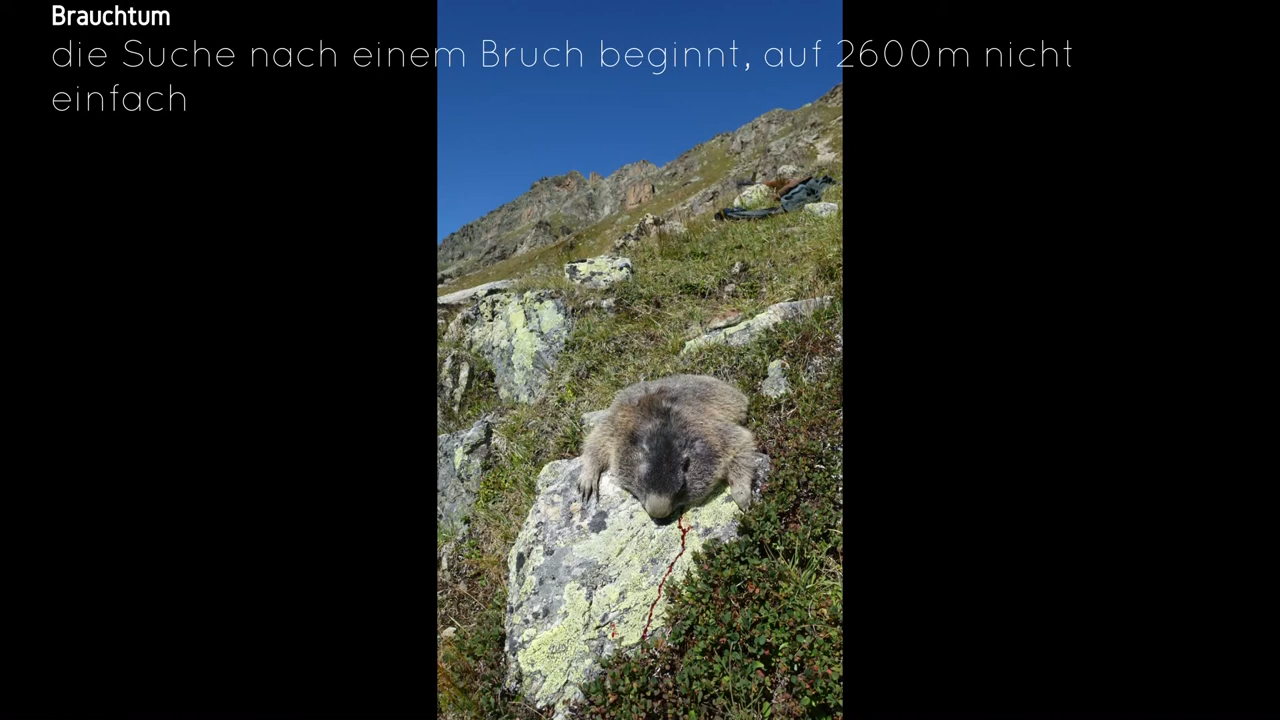 Brauchtum
die Suche nach einem Bruch beginnt, auf 2600m nicht
einfach